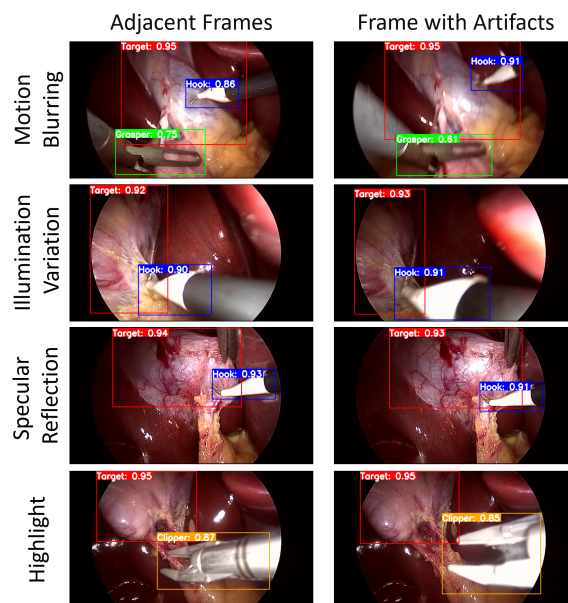 Adjacent Frames
Frame with Artifacts
Motion
Blurring
Target: 0.95
Hook: 0.86
Grasper: 0.75
Target: 0.95
Hook: 0.91
Grasper: 0.61
Illumination
Variation
Target: 0.92
Hook: 0.90
Target: 0.93
Hook: 0.91
Specular
Reflection
Target: 0.94
Hook: 0.93
Target: 0.93
Hook: 0.91
Highlight
Target: 0.95
Clipper: 0.87
Target: 0.95
Clipper: 0.85